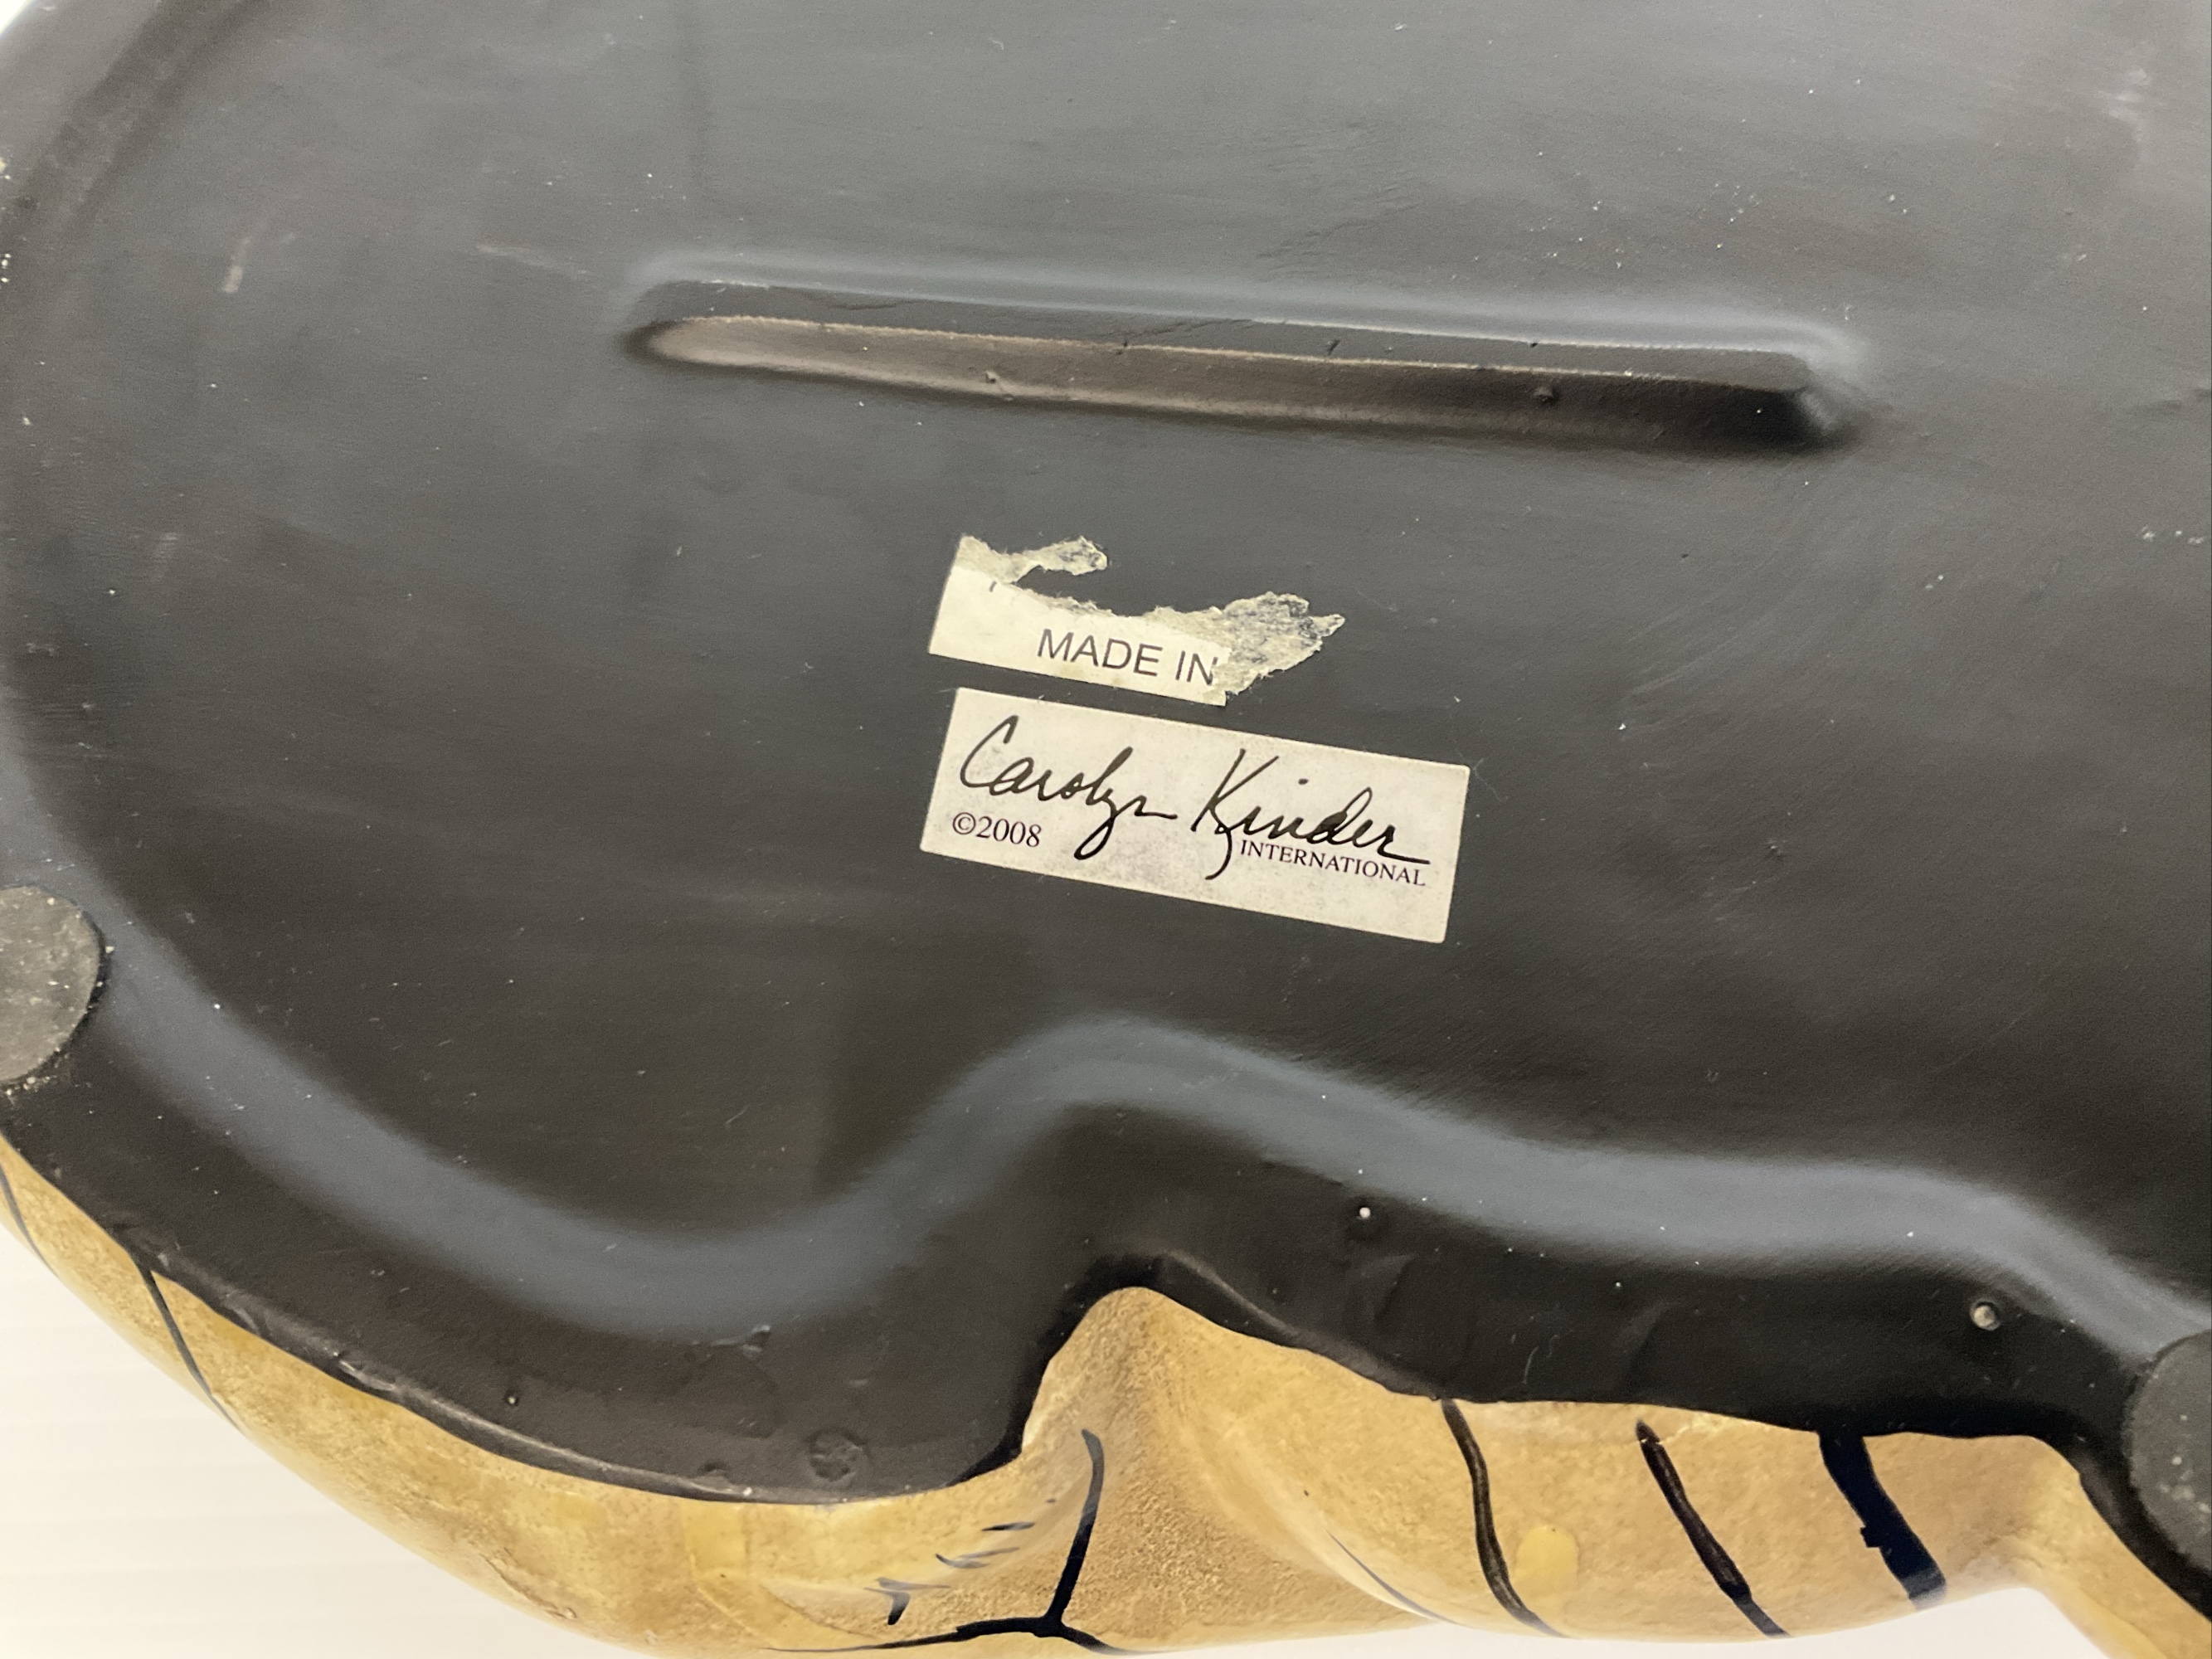 MADE IN
Carolyn Kinder
©2008 INTERNATIONAL